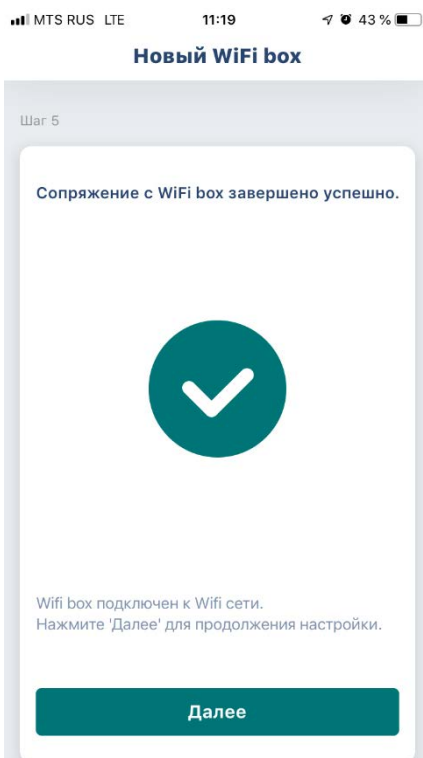 MTS RUS LTE 11:19 43 %
Новый WiFi box
Шаг 5
Сопряжение с WiFi box завершено успешно.
Wifi box подключен к Wifi сети.
Нажмите 'Далее' для продолжения настройки.
Далее